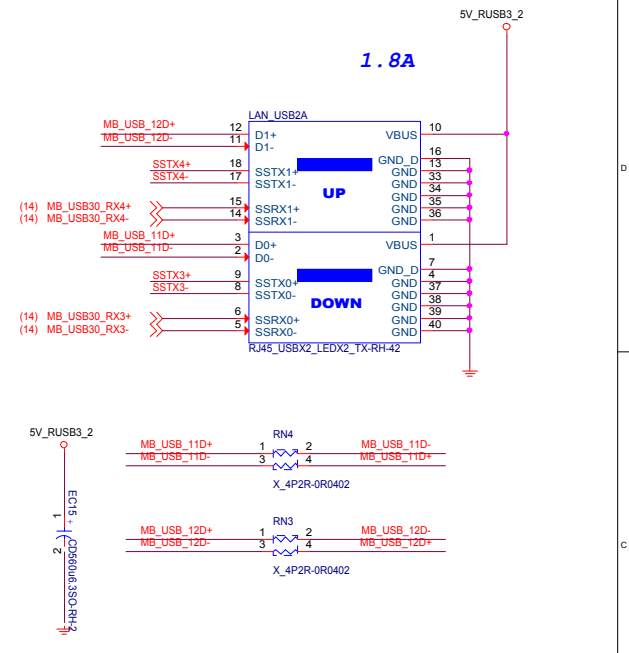 5V_RUSB3_2
1.8A
LAN_USB2A
MB_USB_12D+ 12 D1+ VBUS 10
MB_USB_12D- 11 D1-
GND_D 16
SSTX4+ 18 SSTX1+ GND 13
SSTX4- 17 SSTX1- GND 33
UP
GND 34
(14) MB_USB30_RX4+ 15 SSRX1+ GND 35
(14) MB_USB30_RX4- 14 SSRX1- GND 36
MB_USB_11D+ 3 D0+ VBUS 1
MB_USB_11D- 2 D0-
GND_D 7
SSTX3+ 9 SSTX0+ GND 4
SSTX3- 8 SSTX0- GND 37
DOWN
GND 38
(14) MB_USB30_RX3+ 6 SSRX0+ GND 39
(14) MB_USB30_RX3- 5 SSRX0- GND 40
RJ45_USBX2_LEDX2_TX-RH-42
D
5V_RUSB3_2
1
EC15 +
2
CD560u6.3SO-RH-2
RN4
MB_USB_11D+ 1 2 MB_USB_11D-
MB_USB_11D- 3 4 MB_USB_11D+
X_4P2R-0R0402
RN3
MB_USB_12D+ 1 2 MB_USB_12D-
MB_USB_12D- 3 4 MB_USB_12D+
X_4P2R-0R0402
C